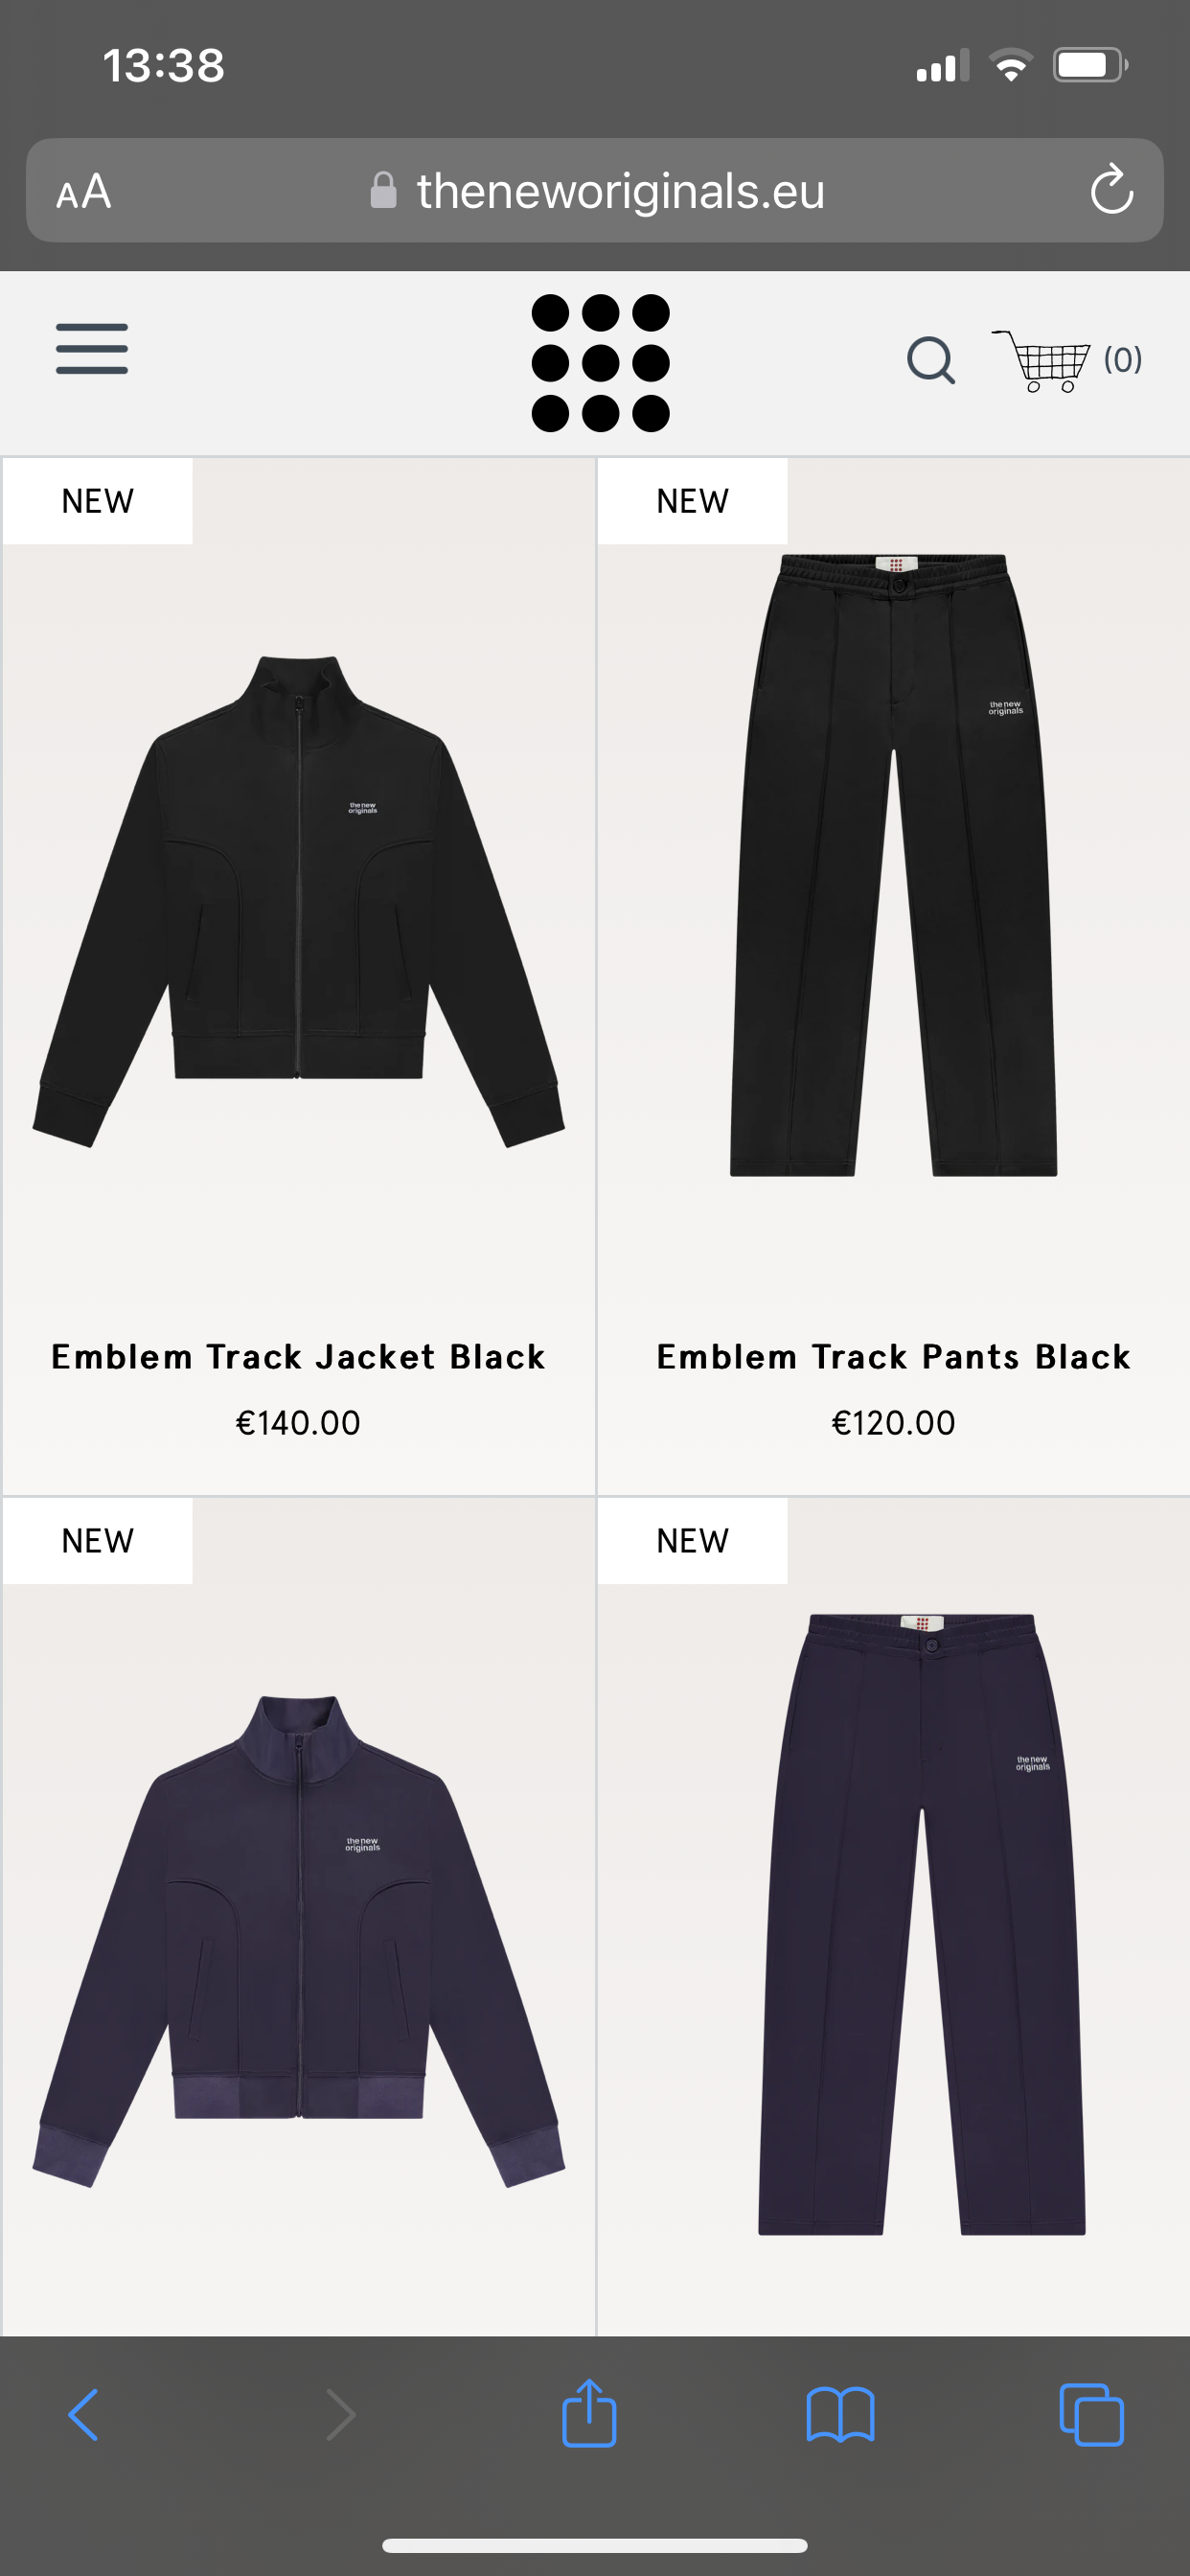 13:38
AA
theneworiginals.eu
(0)
NEW
NEW
the new
originals
the new
originals
Emblem Track Jacket Black
€140.00
Emblem Track Pants Black
€120.00
NEW
NEW
the new
originals
the new
originals